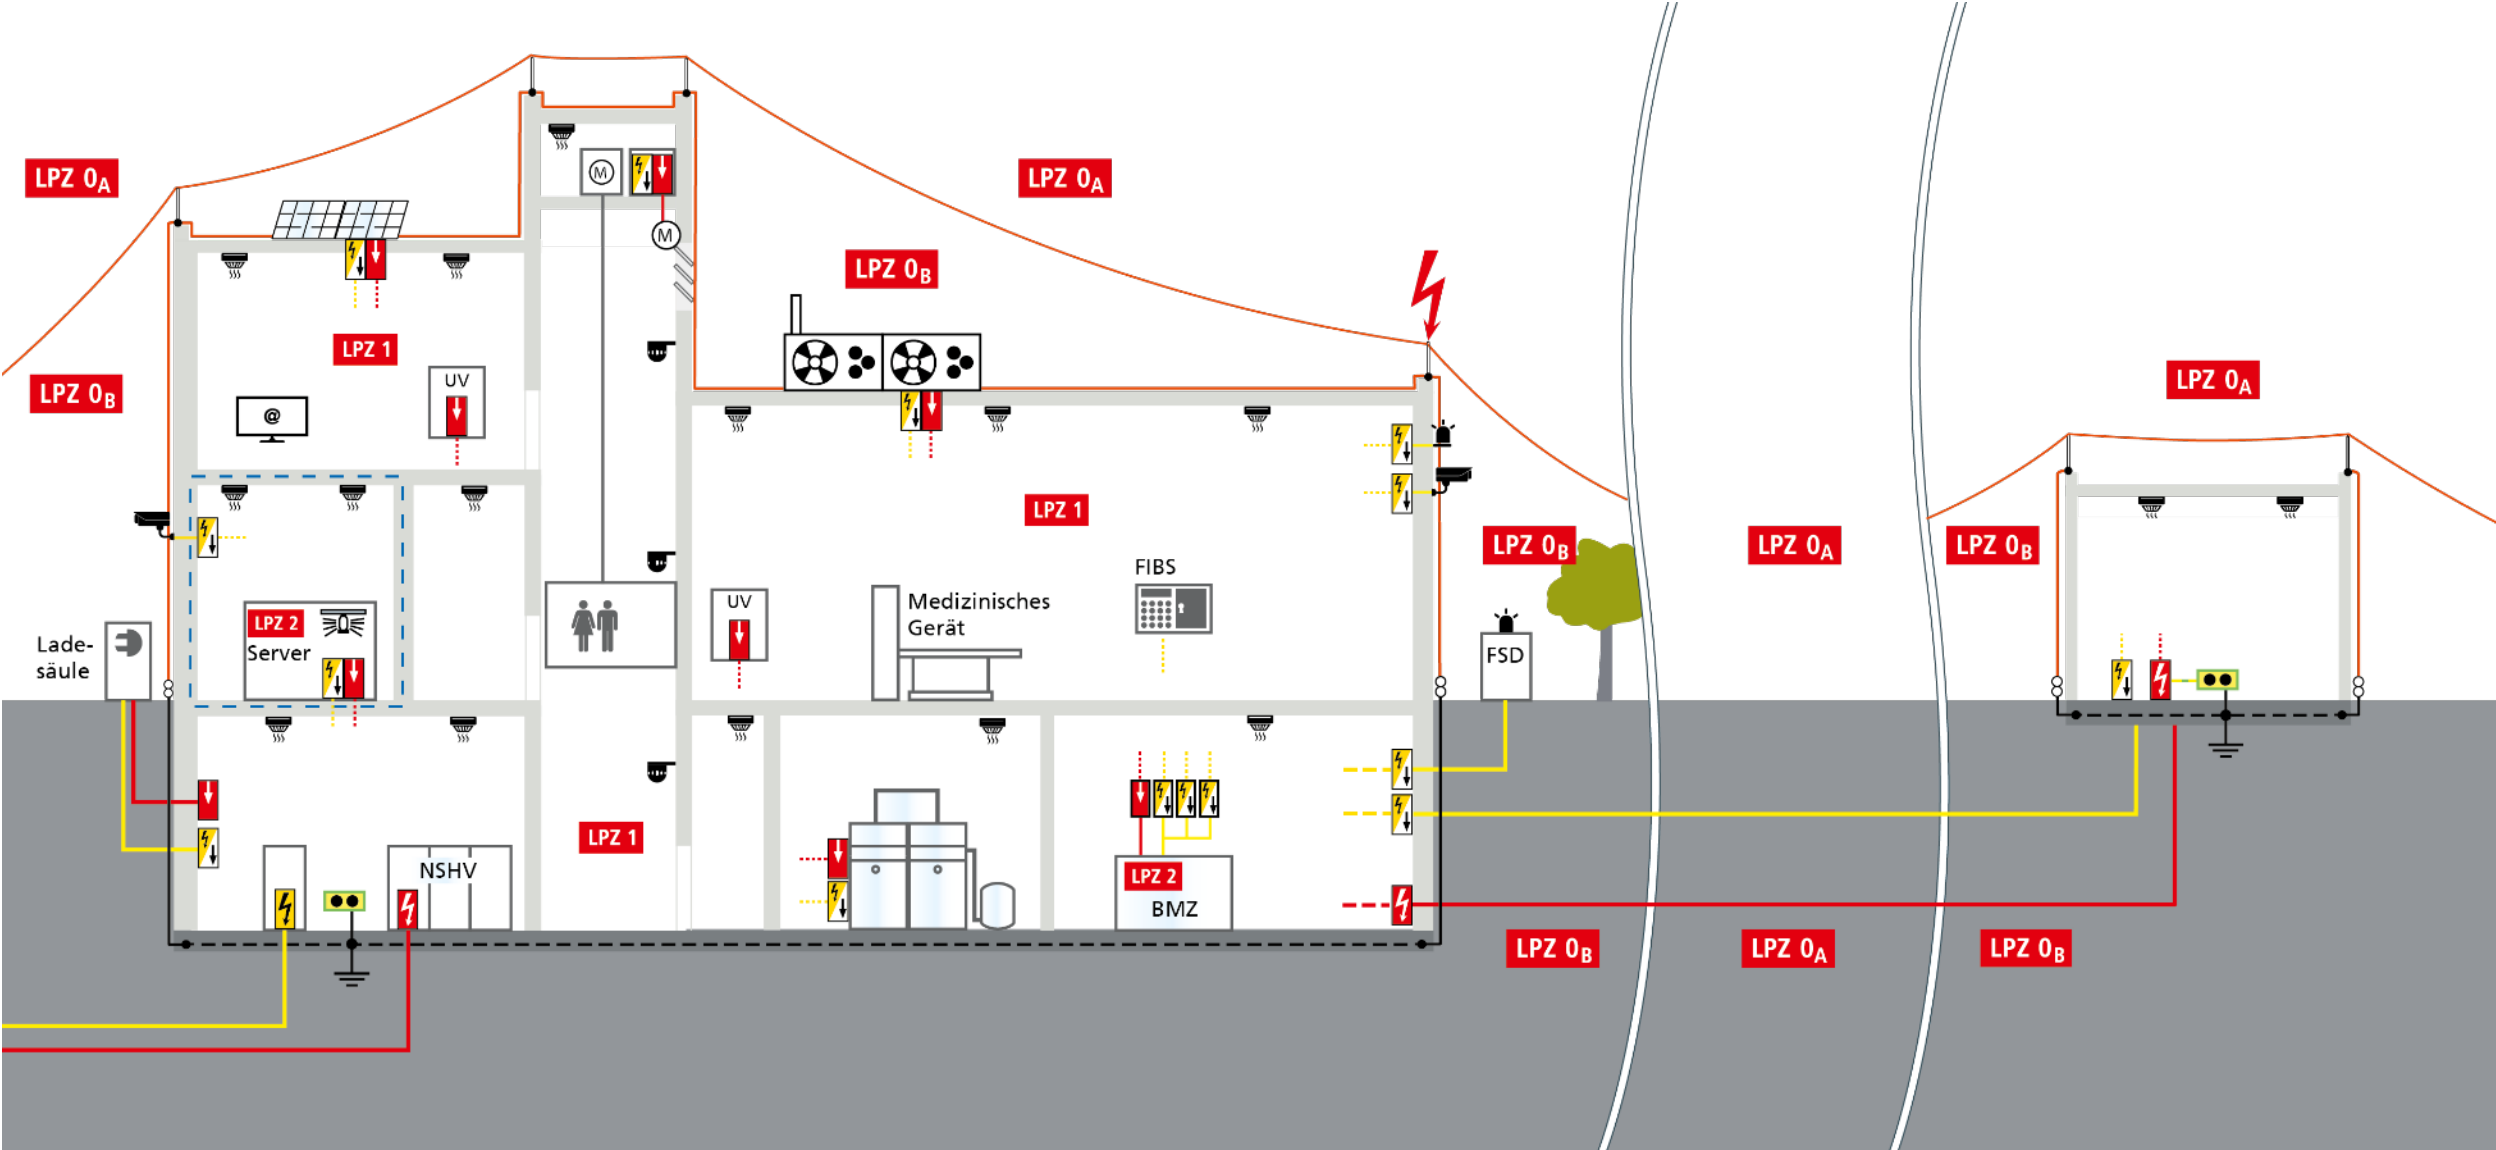 LPZ 0A
LPZ 0A
LPZ 0B
LPZ 0A
LPZ 0B
LPZ 1
UV
@
M
M
LPZ 1
LPZ 0B
LPZ 0A
LPZ 0B
FIBS
UV
Medizinisches
Gerät
LPZ 2
Server
Lade-
säule
FSD
NSHV
LPZ 1
LPZ 2
BMZ
LPZ 0B
LPZ 0A
LPZ 0B